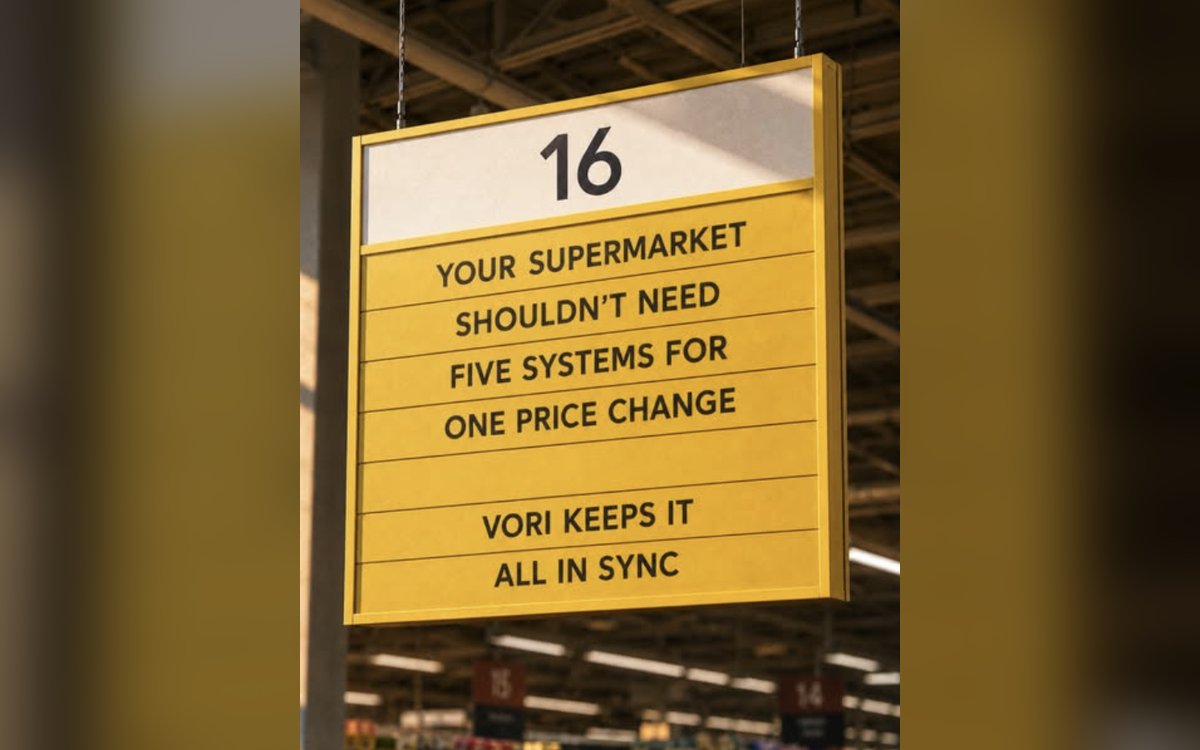 16
YOUR SUPERMARKET
SHOULDN'T NEED
FIVE SYSTEMS FOR
ONE PRICE CHANGE
VORI KEEPS IT
ALL IN SYNC
15
14